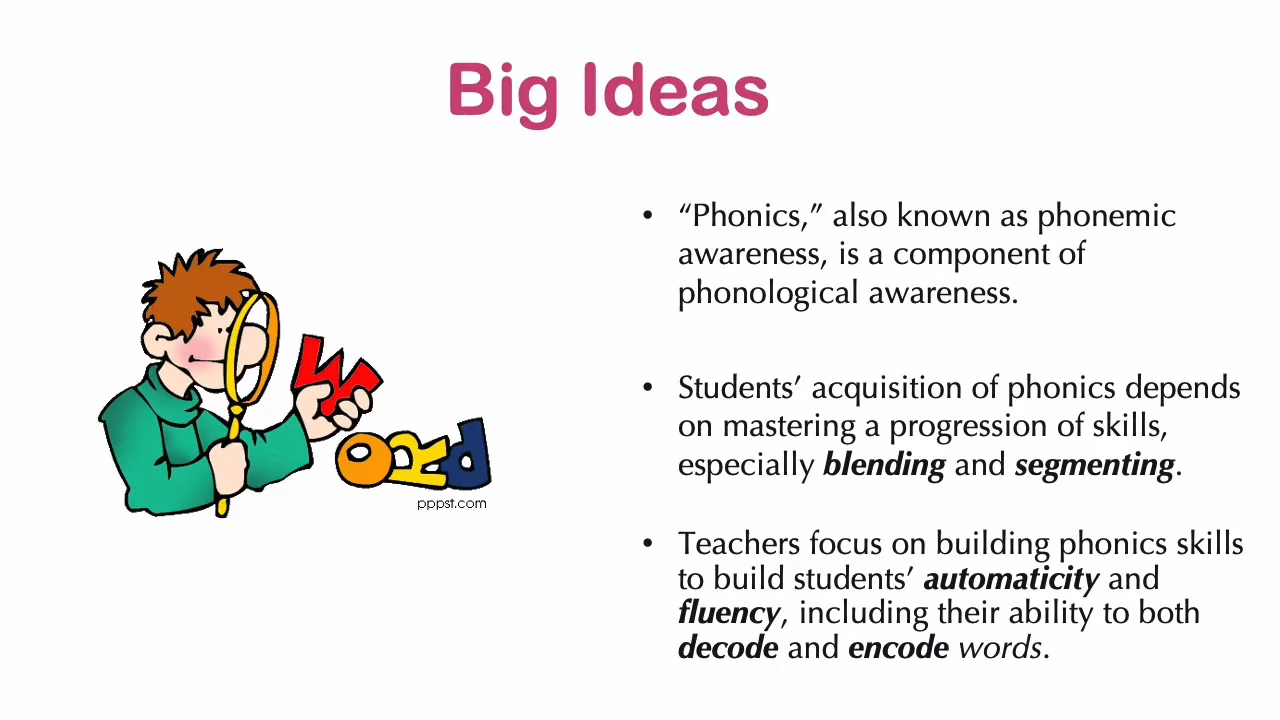 Big Ideas
• “Phonics,” also known as phonemic
awareness, is a component of
phonological awareness.
• Students’ acquisition of phonics depends
on mastering a progression of skills,
especially blending and segmenting.
• Teachers focus on building phonics skills
to build students’ automaticity and
fluency, including their ability to both
decode and encode words.
W
ORd
pppst.com